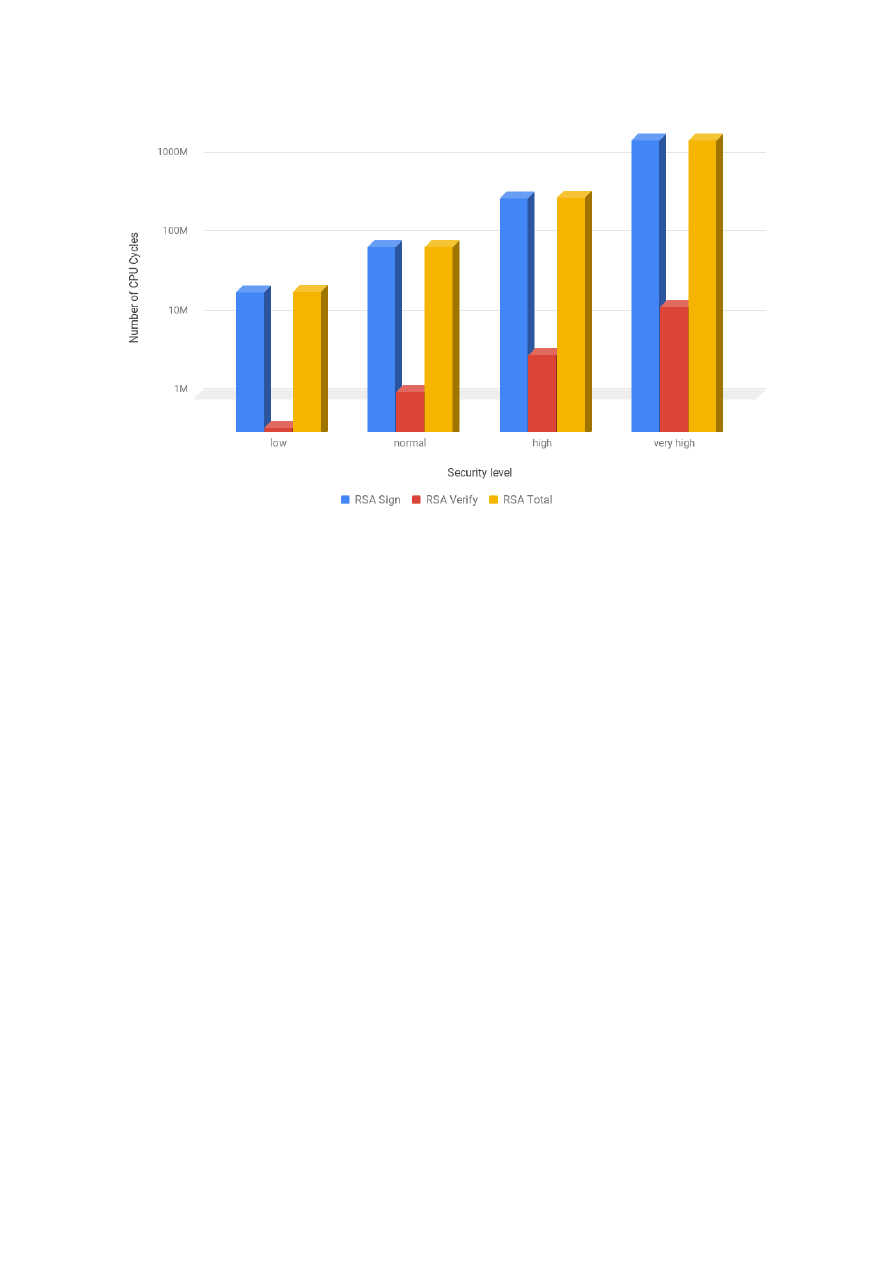 1000M
100M
10M
1M
Number of CPU Cycles
low normal high very high
Security level
RSA Sign RSA Verify RSA Total